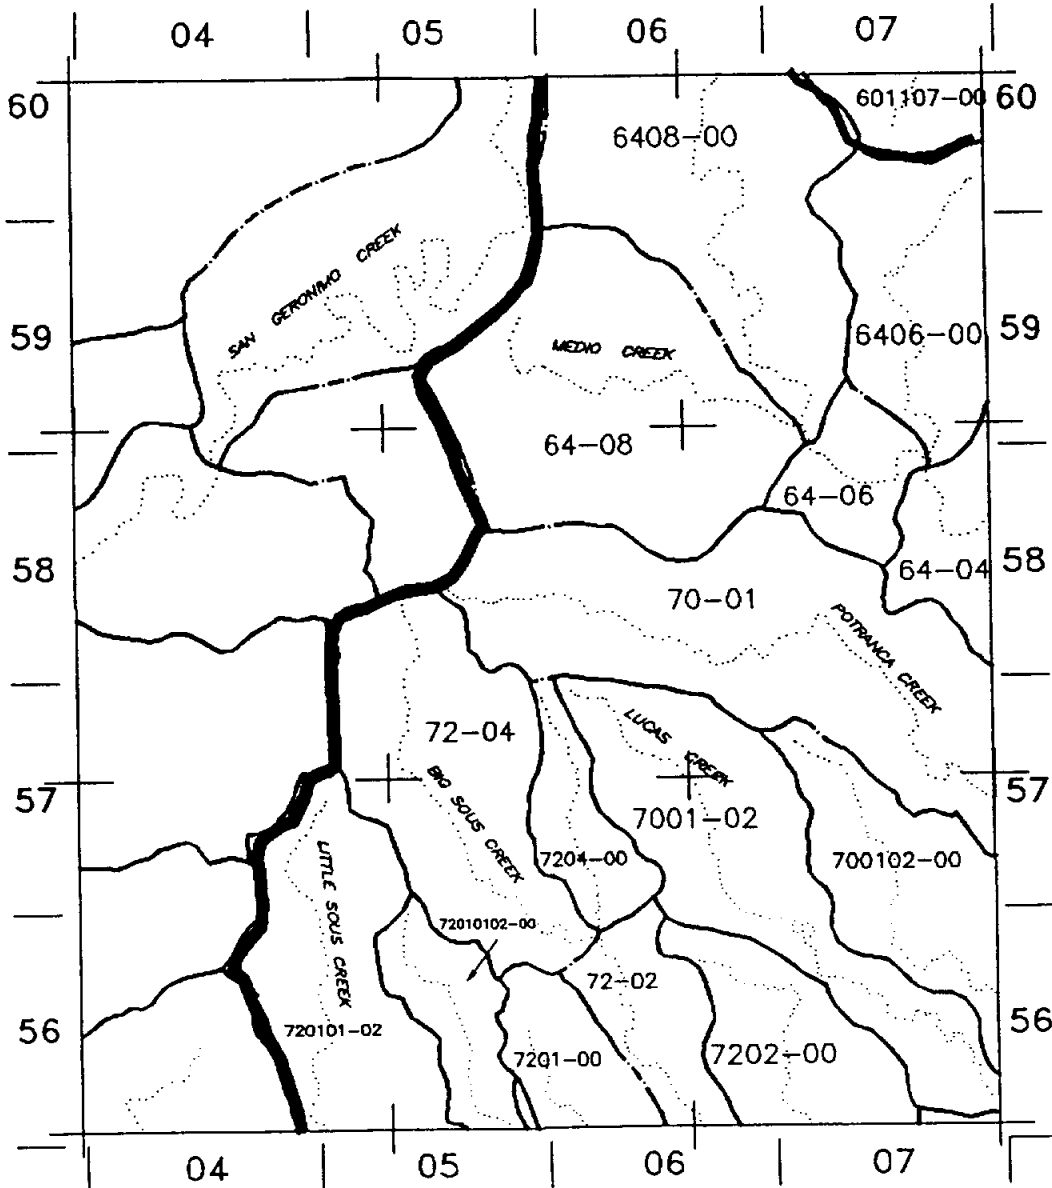 04 05 06 07
60 601107-00 60
6408-00
SAN GERONIMO CREEK
59 6406-00 59
MEDIO CREEK
64-08
64-06
58 64-04 58
70-01
POTRANCA CREEK
72-04
LUCAS CREEK
57 BIG SOUS CREEK 57
7001-02
7204-00 700102-00
LITTLE SOUS CREEK
72010102-00
72-02
56 720101-02 56
7201-00 7202-00
04 05 06 07